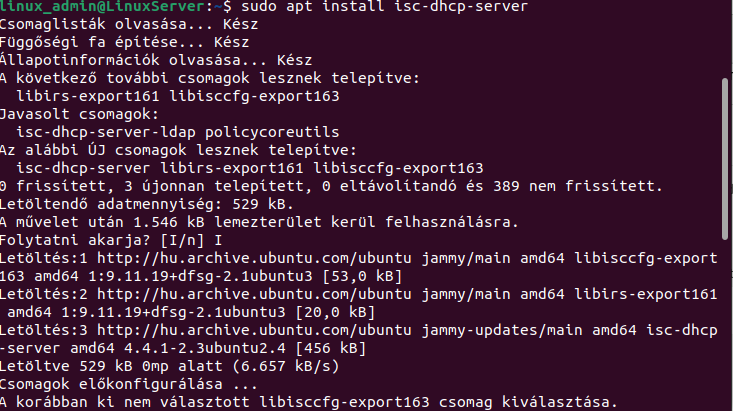 linux_admin@LinuxServer:~$ sudo apt install isc-dhcp-server
Csomaglisták olvasása... Kész
Függőségi fa építése... Kész
Állapotinformációk olvasása... Kész
A következő további csomagok lesznek telepítve:
  libirs-export161 libisccfg-export163
Javasolt csomagok:
  isc-dhcp-server-ldap policycoreutils
Az alábbi ÚJ csomagok lesznek telepítve:
  isc-dhcp-server libirs-export161 libisccfg-export163
0 frissített, 3 újonnan telepített, 0 eltávolítandó és 389 nem frissített.
Letöltendő adatmennyiség: 529 kB.
A művelet után 1.546 kB lemezterület kerül felhasználásra.
Folytatni akarja? [I/n] I
Letöltés:1 http://hu.archive.ubuntu.com/ubuntu jammy/main amd64 libisccfg-export
163 amd64 1:9.11.19+dfsg-2.1ubuntu3 [53,0 kB]
Letöltés:2 http://hu.archive.ubuntu.com/ubuntu jammy/main amd64 libirs-export161
 amd64 1:9.11.19+dfsg-2.1ubuntu3 [20,0 kB]
Letöltés:3 http://hu.archive.ubuntu.com/ubuntu jammy-updates/main amd64 isc-dhcp
-server amd64 4.4.1-2.3ubuntu2.4 [456 kB]
Letöltve 529 kB 0mp alatt (6.657 kB/s)
Csomagok előkonfigurálása ...
A korábban ki nem választott libisccfg-export163 csomag kiválasztása.